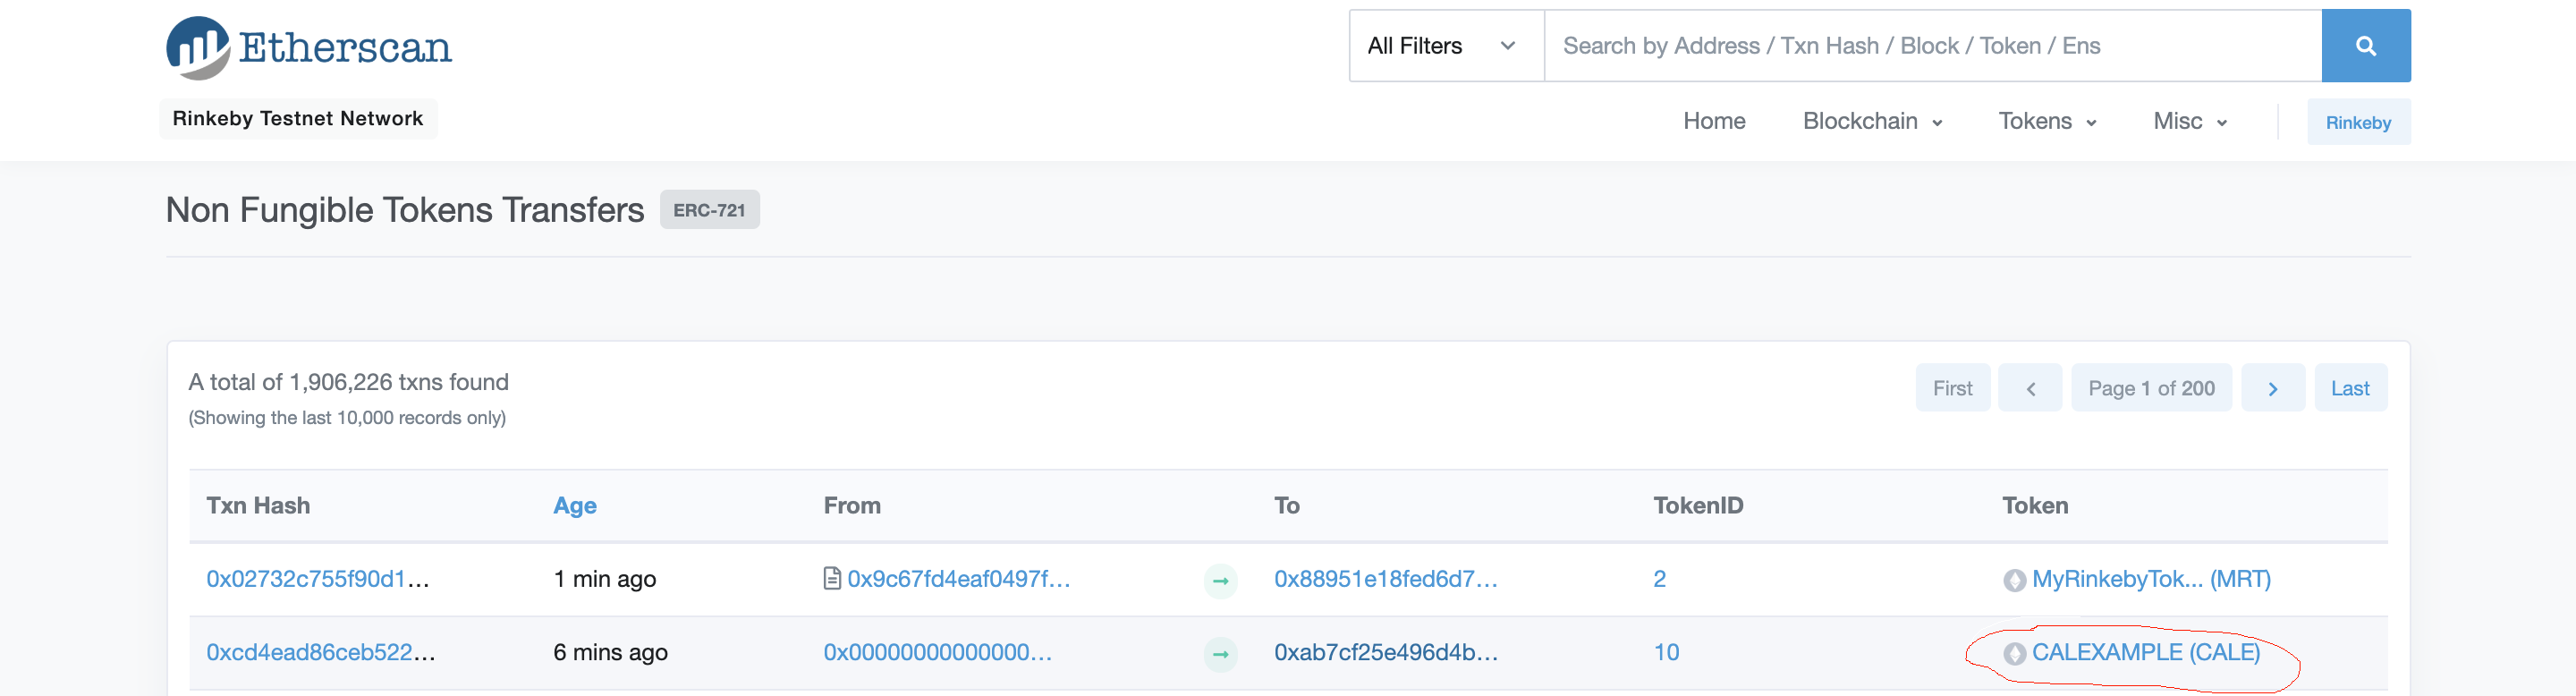 Etherscan
All Filters
Search by Address / Txn Hash / Block / Token / Ens
Rinkeby Testnet Network
Home Blockchain Tokens Misc Rinkeby
Non Fungible Tokens Transfers ERC-721
A total of 1,906,226 txns found
(Showing the last 10,000 records only)
First < Page 1 of 200 > Last
Txn Hash Age From To TokenID Token
0x02732c755f90d1... 1 min ago 0x9c67fd4eaf0497f... → 0x88951e18fed6d7... 2 MyRinkebyTok... (MRT)
0xcd4ead86ceb522... 6 mins ago 0x00000000000000... → 0xab7cf25e496d4b... 10 CALEXAMPLE (CALE)